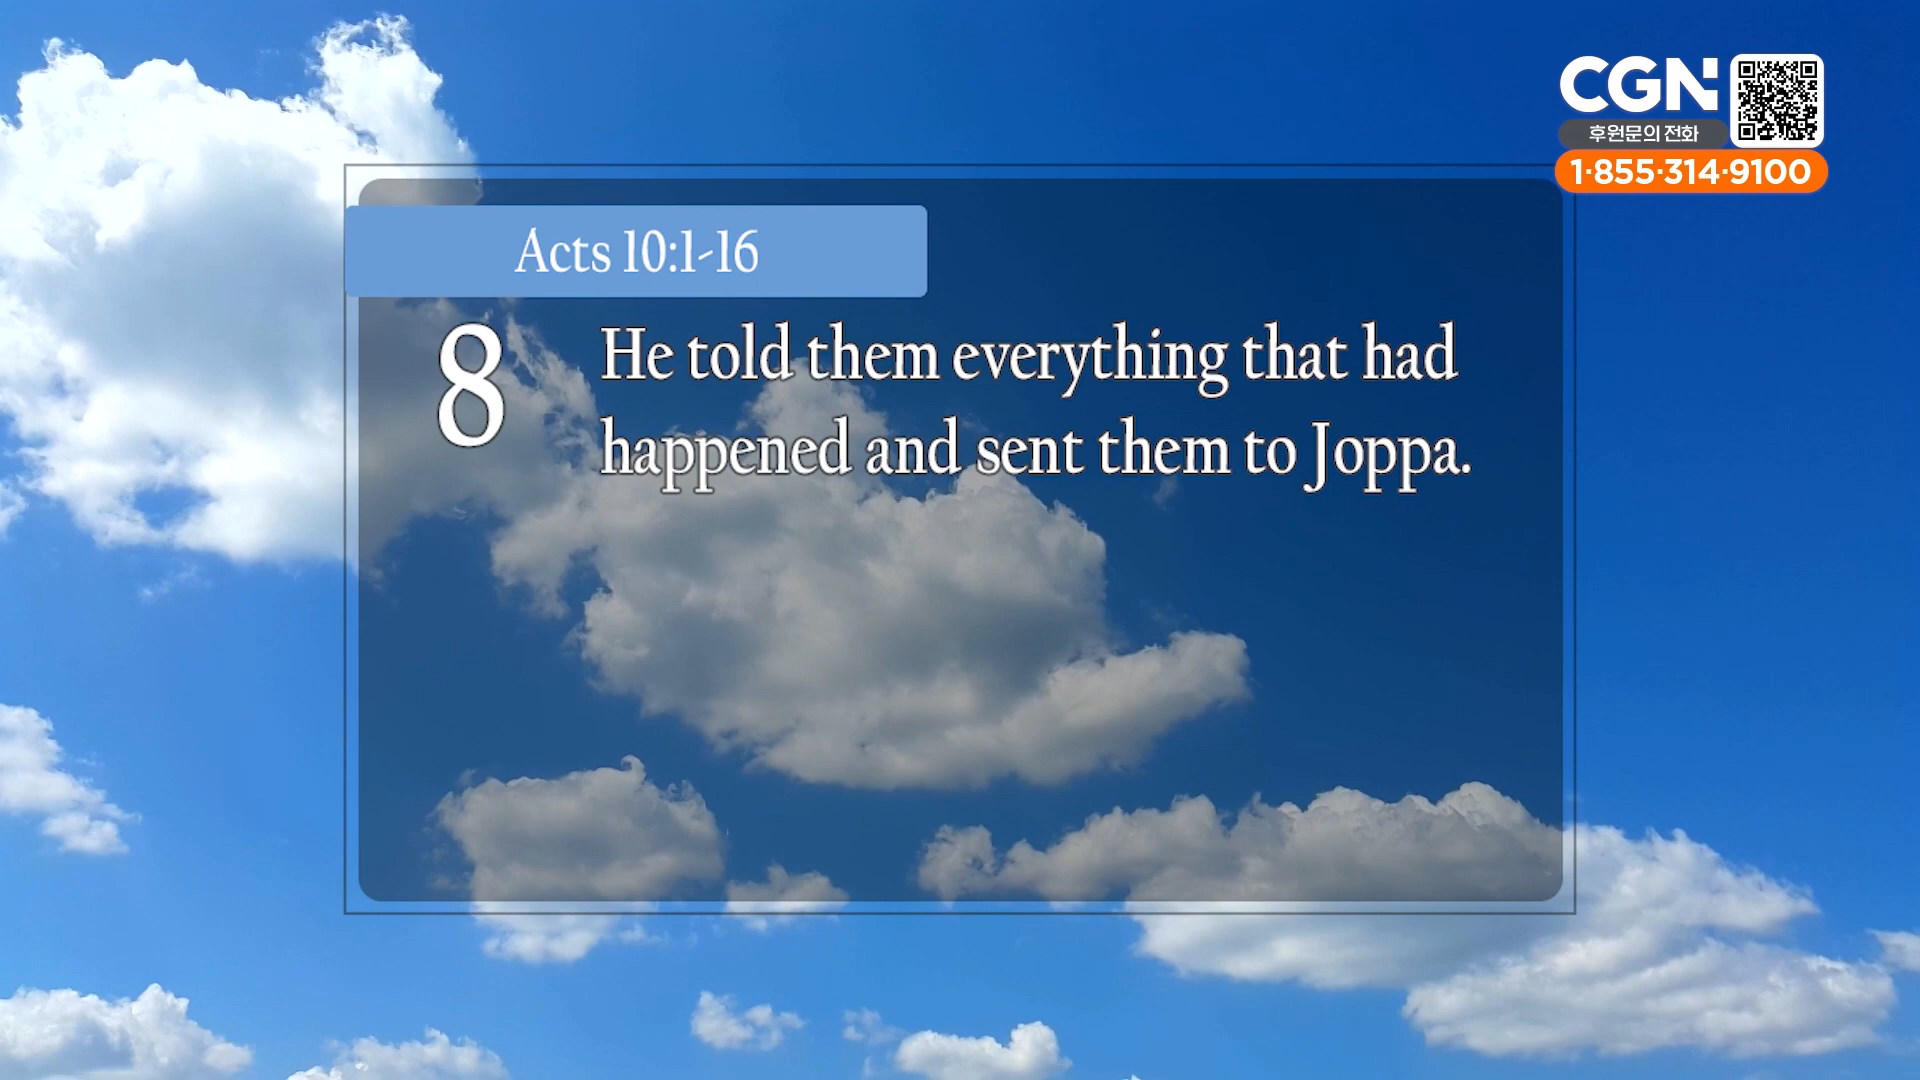 CGN
후원문의 전화
1·855·314·9100
Acts 10:1-16
8
He told them everything that had
happened and sent them to Joppa.